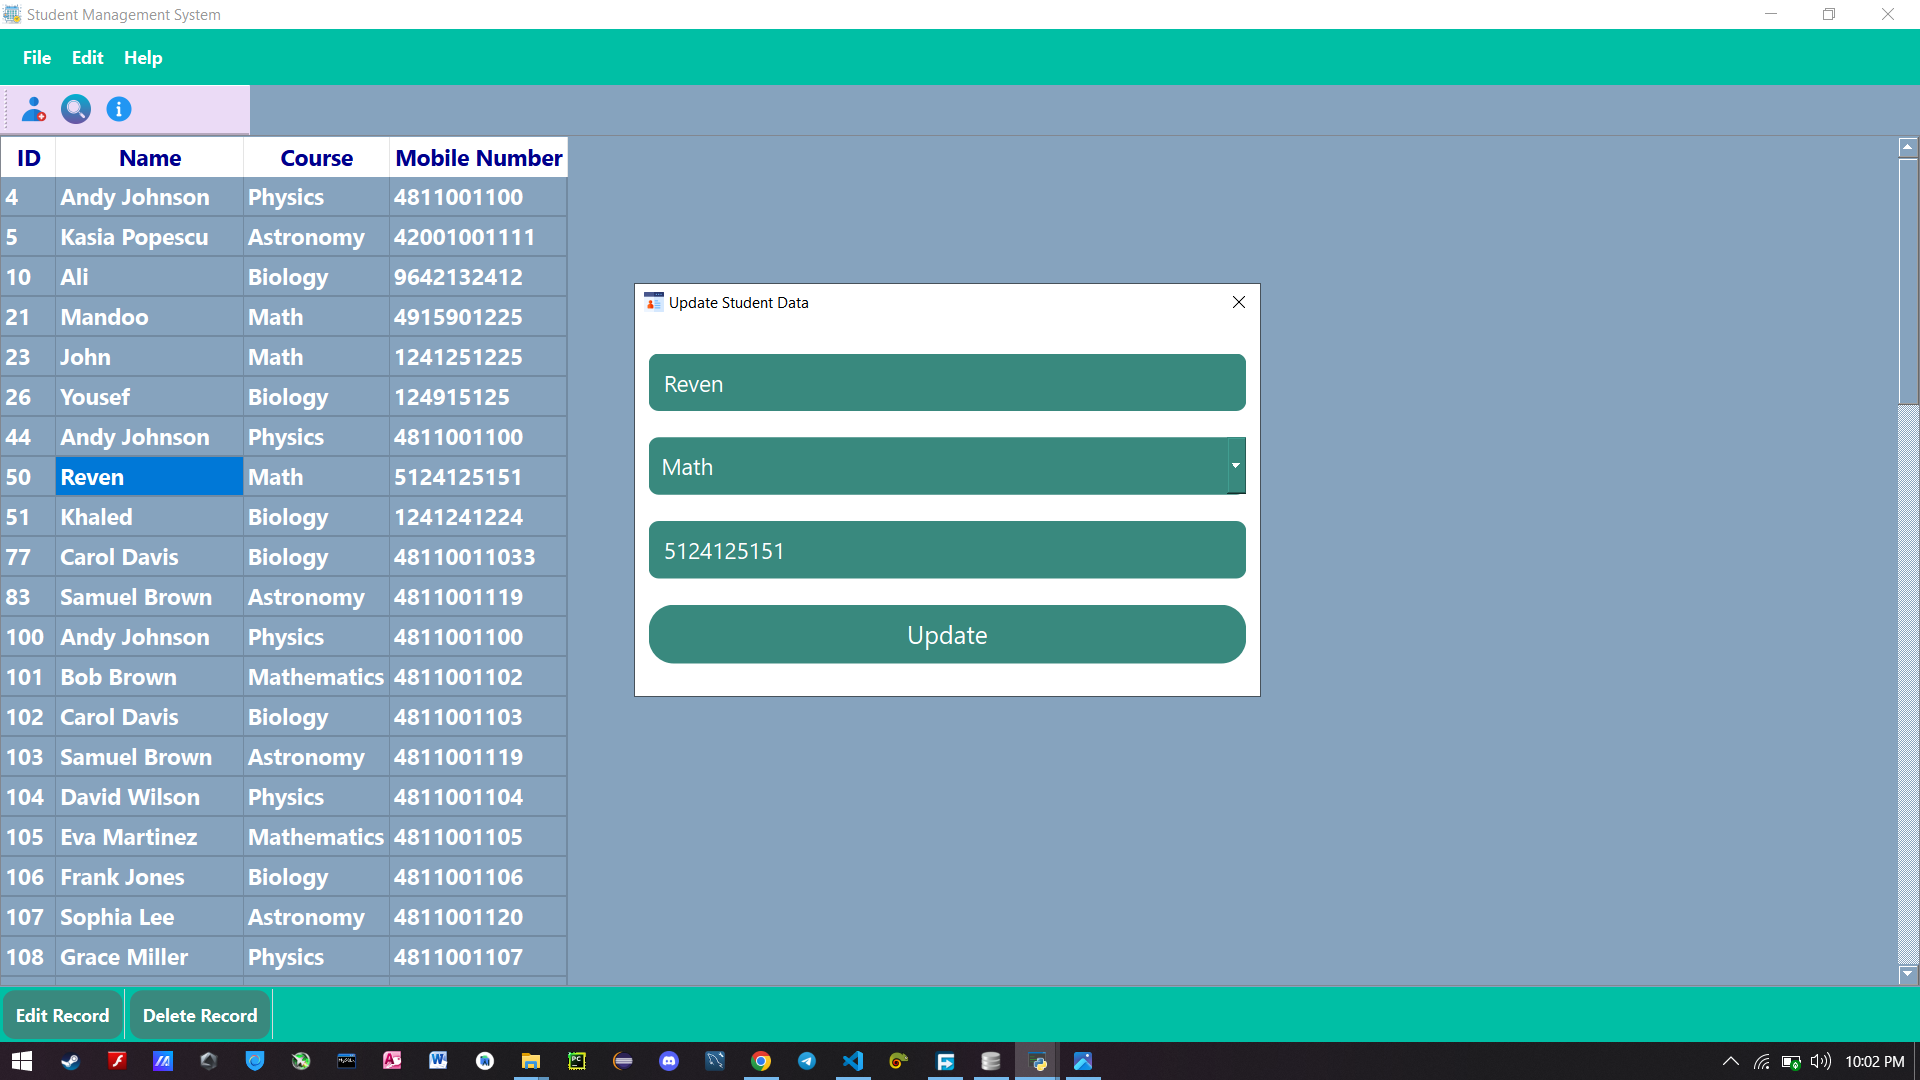 Student Management System
File Edit Help
ID Name Course Mobile Number
4 Andy Johnson Physics 4811001100
5 Kasia Popescu Astronomy 42001001111
10 Ali Biology 9642132412
21 Mandoo Math 4915901225
23 John Math 1241251225
26 Yousef Biology 124915125
44 Andy Johnson Physics 4811001100
50 Reven Math 5124125151
51 Khaled Biology 1241241224
77 Carol Davis Biology 48110011033
83 Samuel Brown Astronomy 4811001119
100 Andy Johnson Physics 4811001100
101 Bob Brown Mathematics 4811001102
102 Carol Davis Biology 4811001103
103 Samuel Brown Astronomy 4811001119
104 David Wilson Physics 4811001104
105 Eva Martinez Mathematics 4811001105
106 Frank Jones Biology 4811001106
107 Sophia Lee Astronomy 4811001120
108 Grace Miller Physics 4811001107
Update Student Data
Reven
Math
5124125151
Update
Edit Record Delete Record
10:02 PM